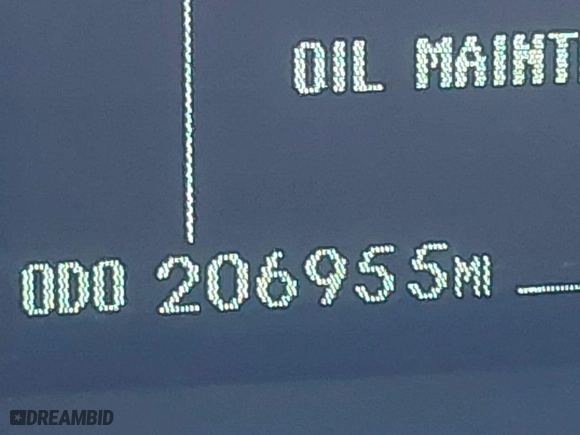 OIL MAINT
ODO 206955MI
DREAMBID